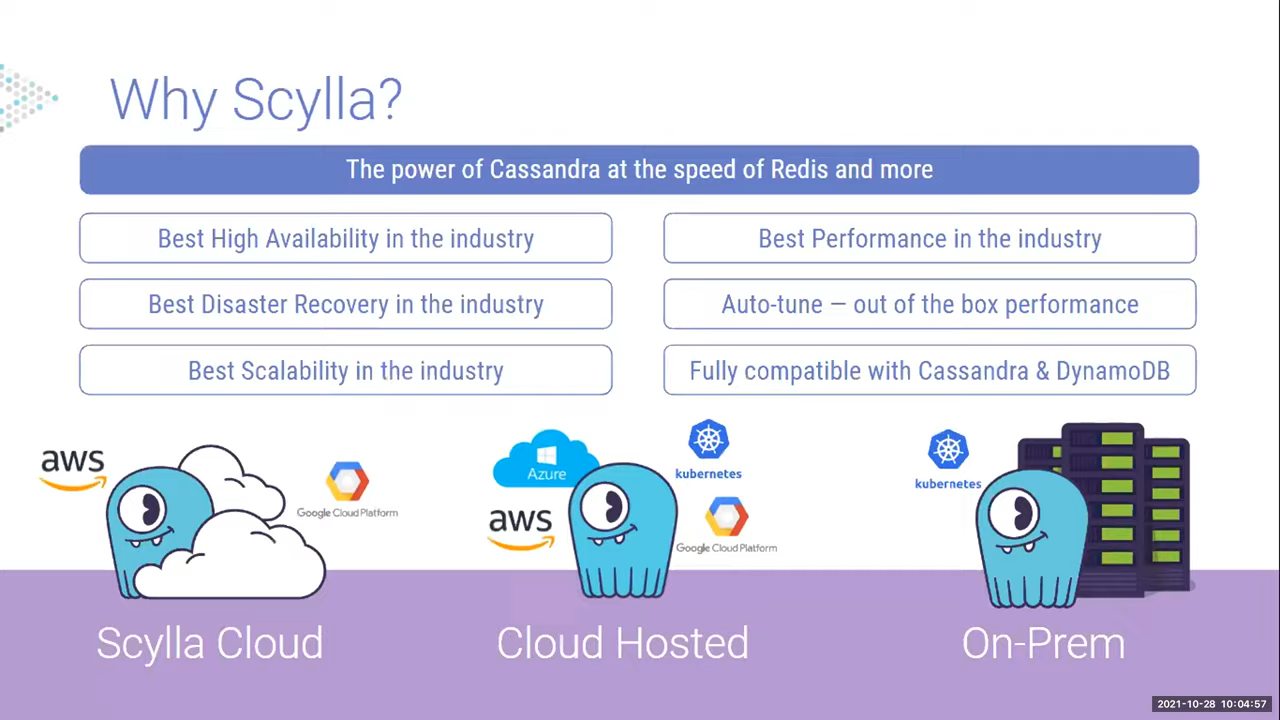 Why Scylla?
The power of Cassandra at the speed of Redis and more
Best High Availability in the industry
Best Performance in the industry
Best Disaster Recovery in the industry
Auto-tune — out of the box performance
Best Scalability in the industry
Fully compatible with Cassandra & DynamoDB
aws
Google Cloud Platform
Azure
kubernetes
aws
Google Cloud Platform
kubernetes
Scylla Cloud
Cloud Hosted
On-Prem
2021-10-28 10:04:57